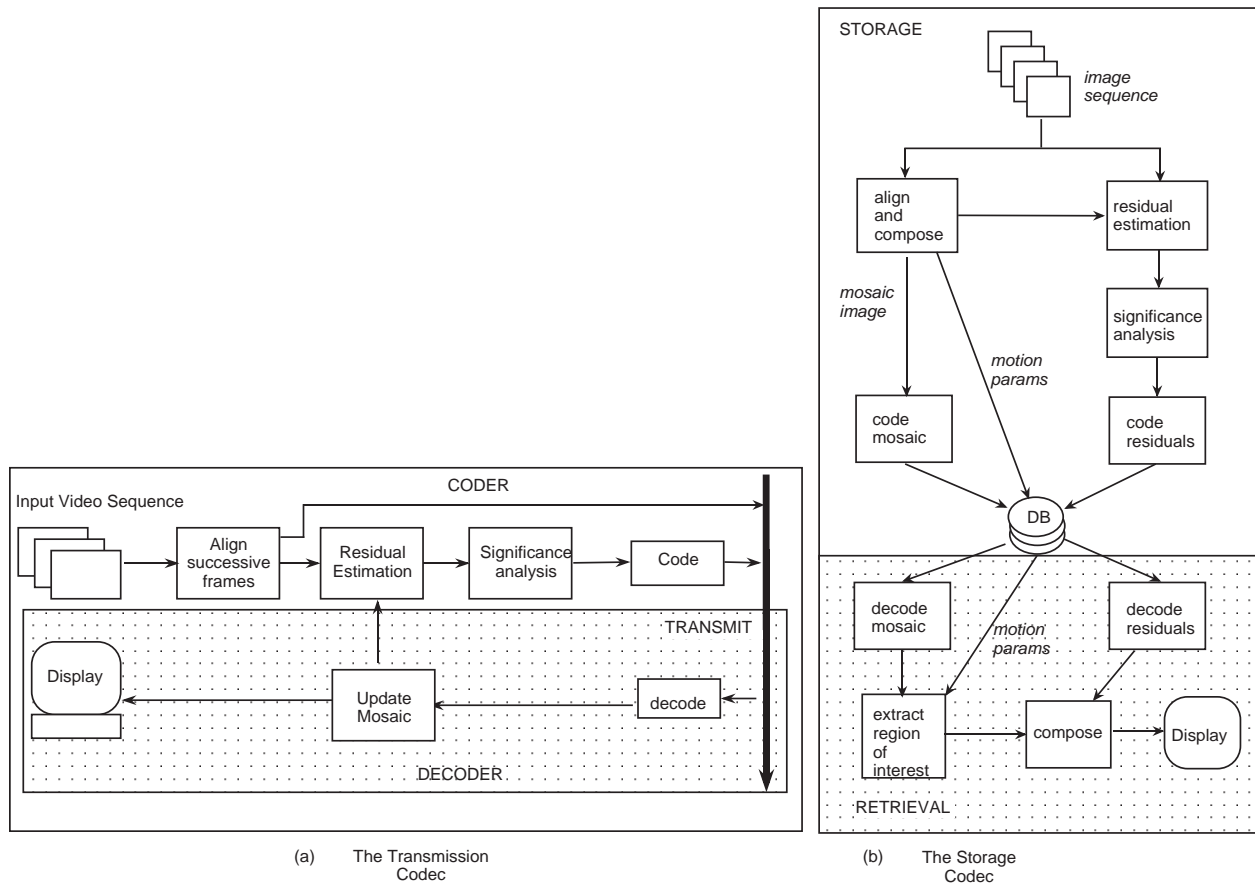 CODER
Input Video Sequence
Align
successive
frames
Residual
Estimation
Significance
analysis
Code
TRANSMIT
Display
Update
Mosaic
decode
DECODER
(a) The Transmission
Codec
STORAGE
image
sequence
align
and
compose
residual
estimation
mosaic
image
significance
analysis
motion
params
code
mosaic
code
residuals
DB
decode
mosaic
motion
params
decode
residuals
extract
region
of
interest
compose
Display
RETRIEVAL
(b) The Storage
Codec